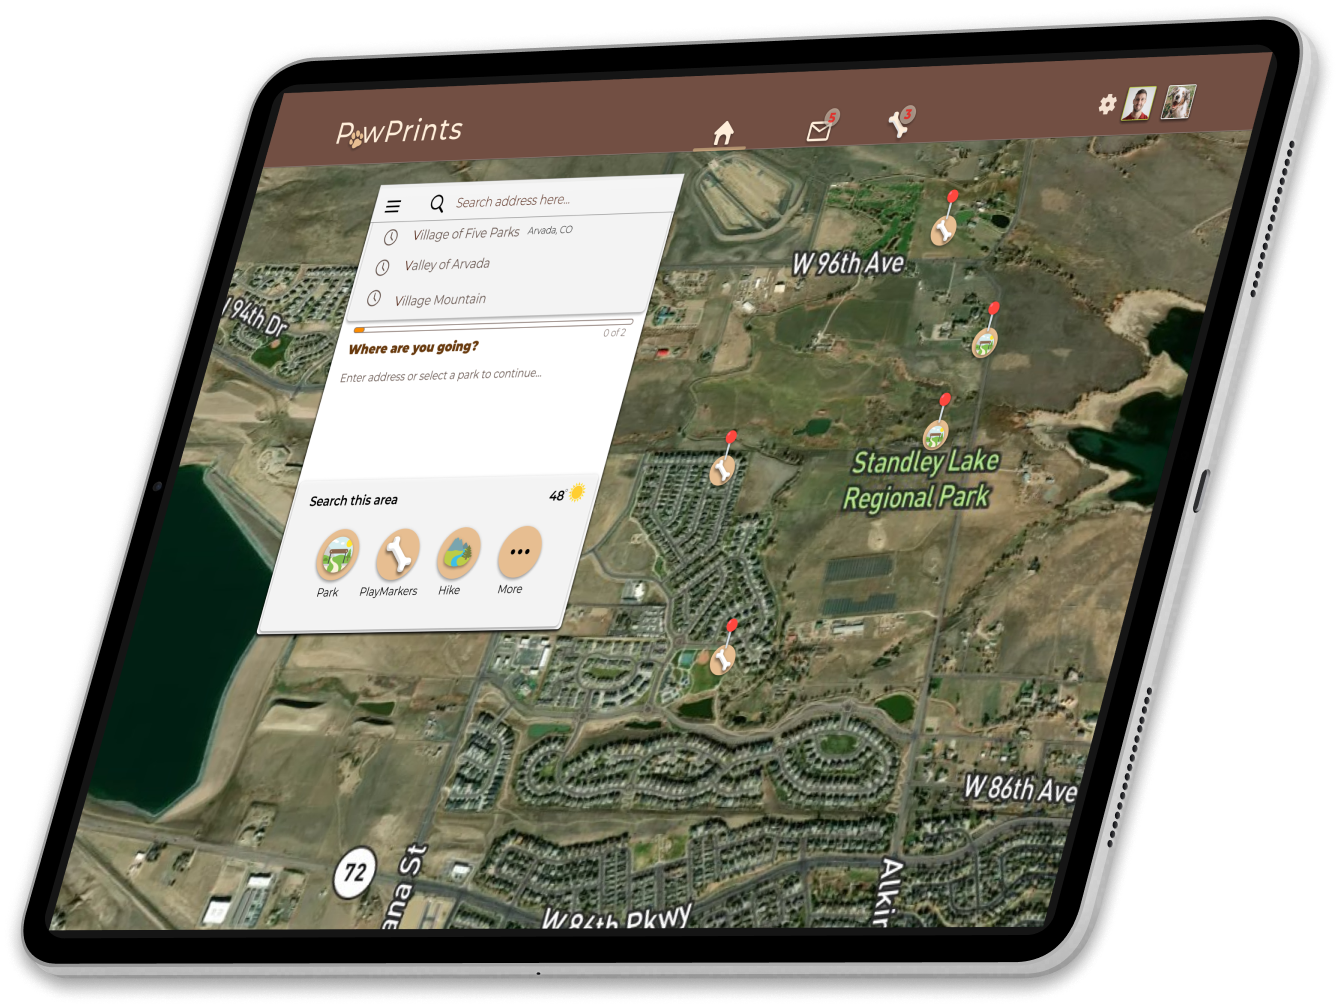 PawPrints
5
3
Search address here...
Village of Five Parks Arvada, CO
Valley of Arvada
Village Mountain
0 of 2
Where are you going?
Enter address or select a park to continue...
Search this area
48°
Park
PlayMarkers
Hike
More
W 96th Ave
94th Dr
Standley Lake
Regional Park
W 86th Ave
72
ana St
W 86th Pkwy
Alkir